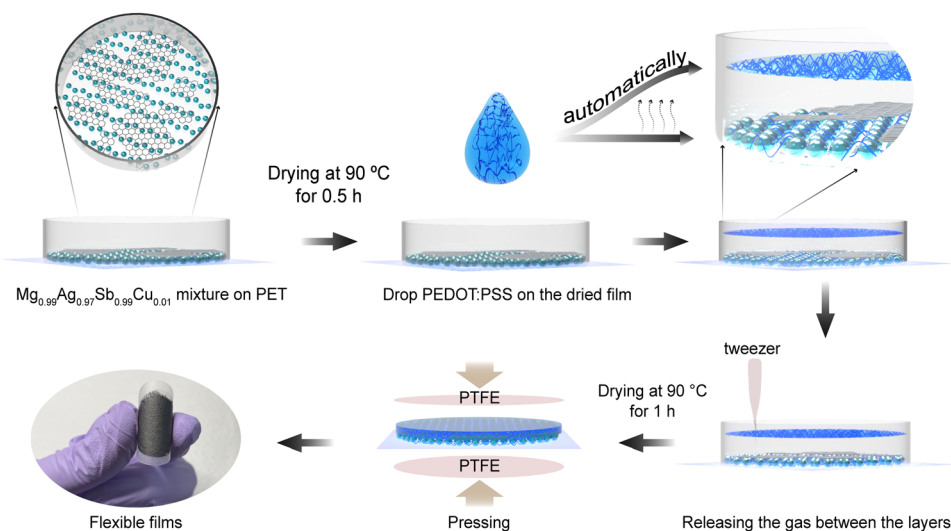 automatically
Drying at 90 ºC
for 0.5 h
Mg0.99Ag0.97Sb0.99Cu0.01 mixture on PET
Drop PEDOT:PSS on the dried film
tweezer
Drying at 90 °C
for 1 h
PTFE
PTFE
Flexible films
Pressing
Releasing the gas between the layers